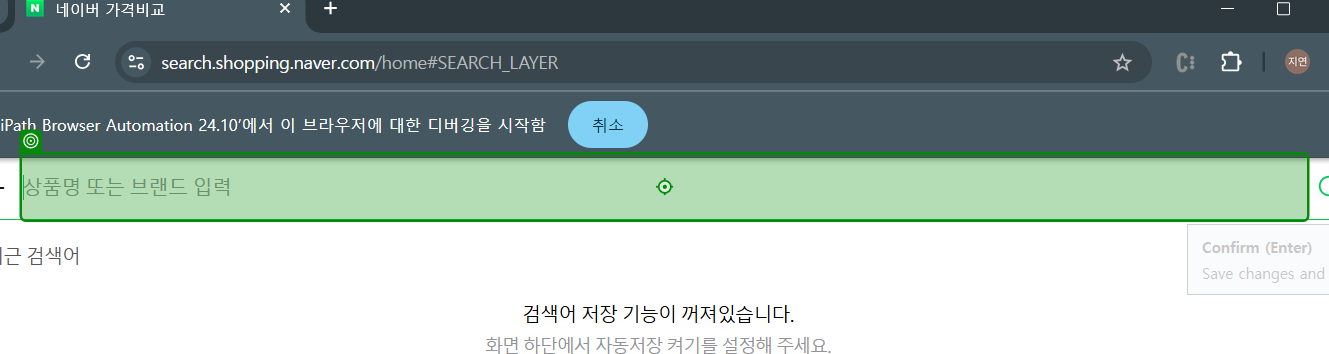 네이버 가격비교
search.shopping.naver.com/home#SEARCH_LAYER
지연
iPath Browser Automation 24.10'에서 이 브라우저에 대한 디버깅을 시작함
취소
상품명 또는 브랜드 입력
근 검색어
Confirm (Enter)
Save changes and
검색어 저장 기능이 꺼져있습니다.
화면 하단에서 자동저장 켜기를 설정해 주세요.